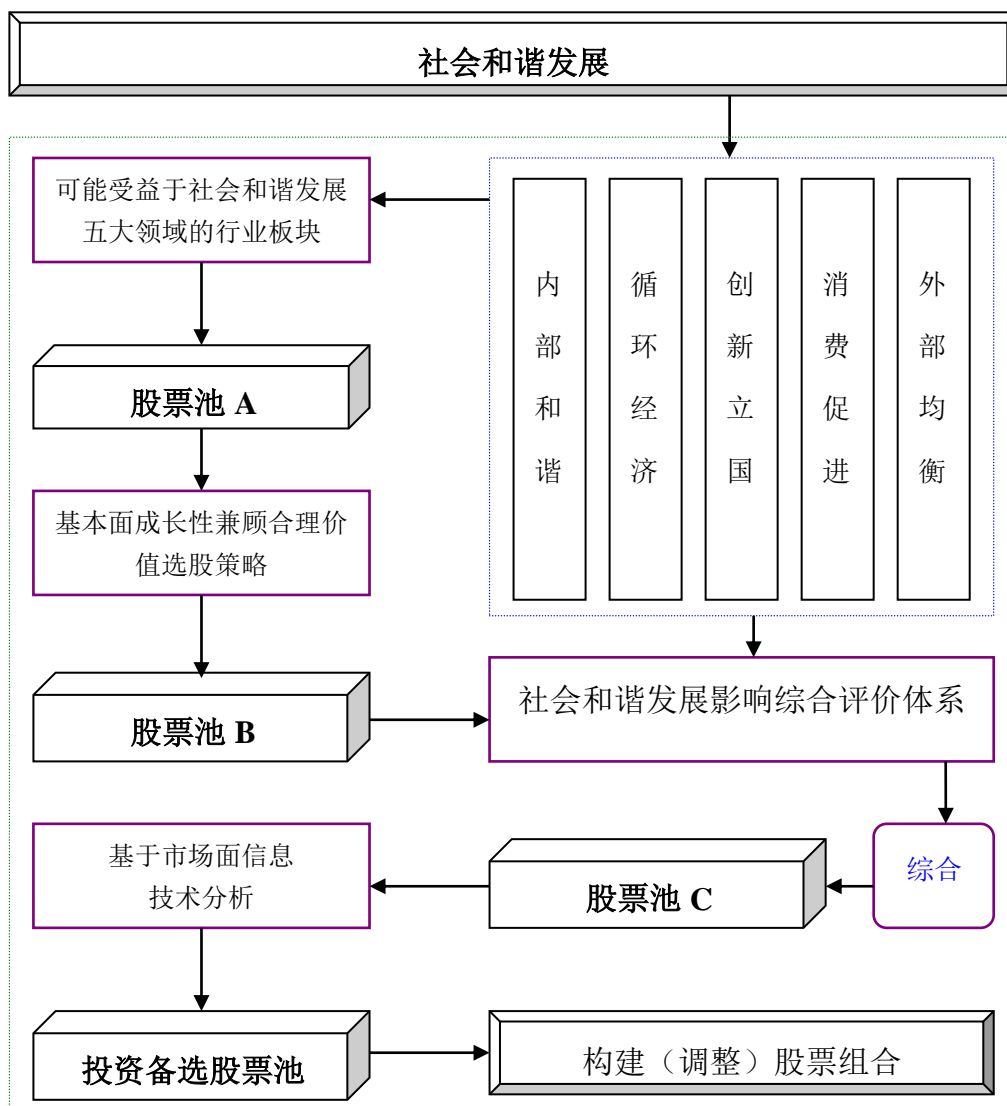 社会和谐发展
可能受益于社会和谐发展
五大领域的行业板块
内部和谐
循环经济
创新立国
消费促进
外部均衡
股票池 A
基本面成长性兼顾合理价
值选股策略
股票池 B
社会和谐发展影响综合评价体系
综合
股票池 C
基于市场面信息
技术分析
投资备选股票池
构建（调整）股票组合